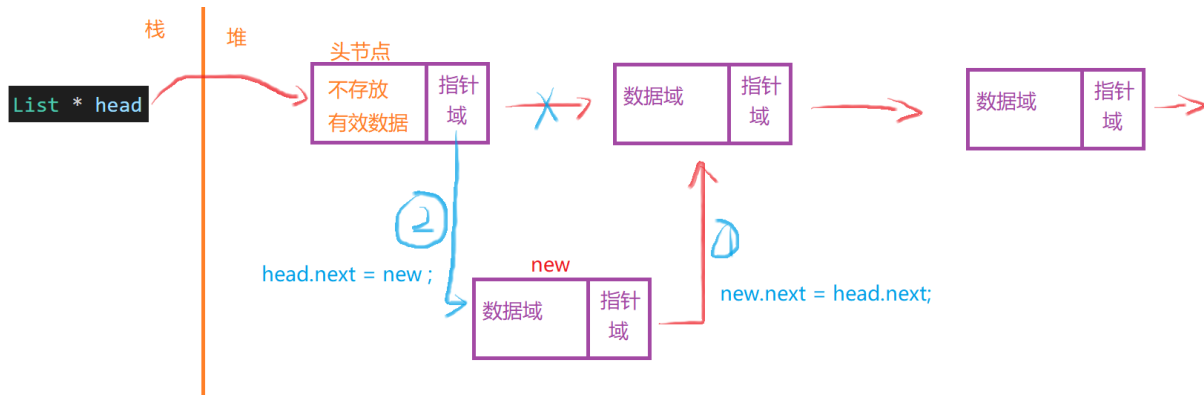 栈
堆
头节点
List * head
不存放
有效数据
指针
域
数据域
指针
域
数据域
指针
域
2
1
head.next = new ;
new
数据域
指针
域
new.next = head.next;